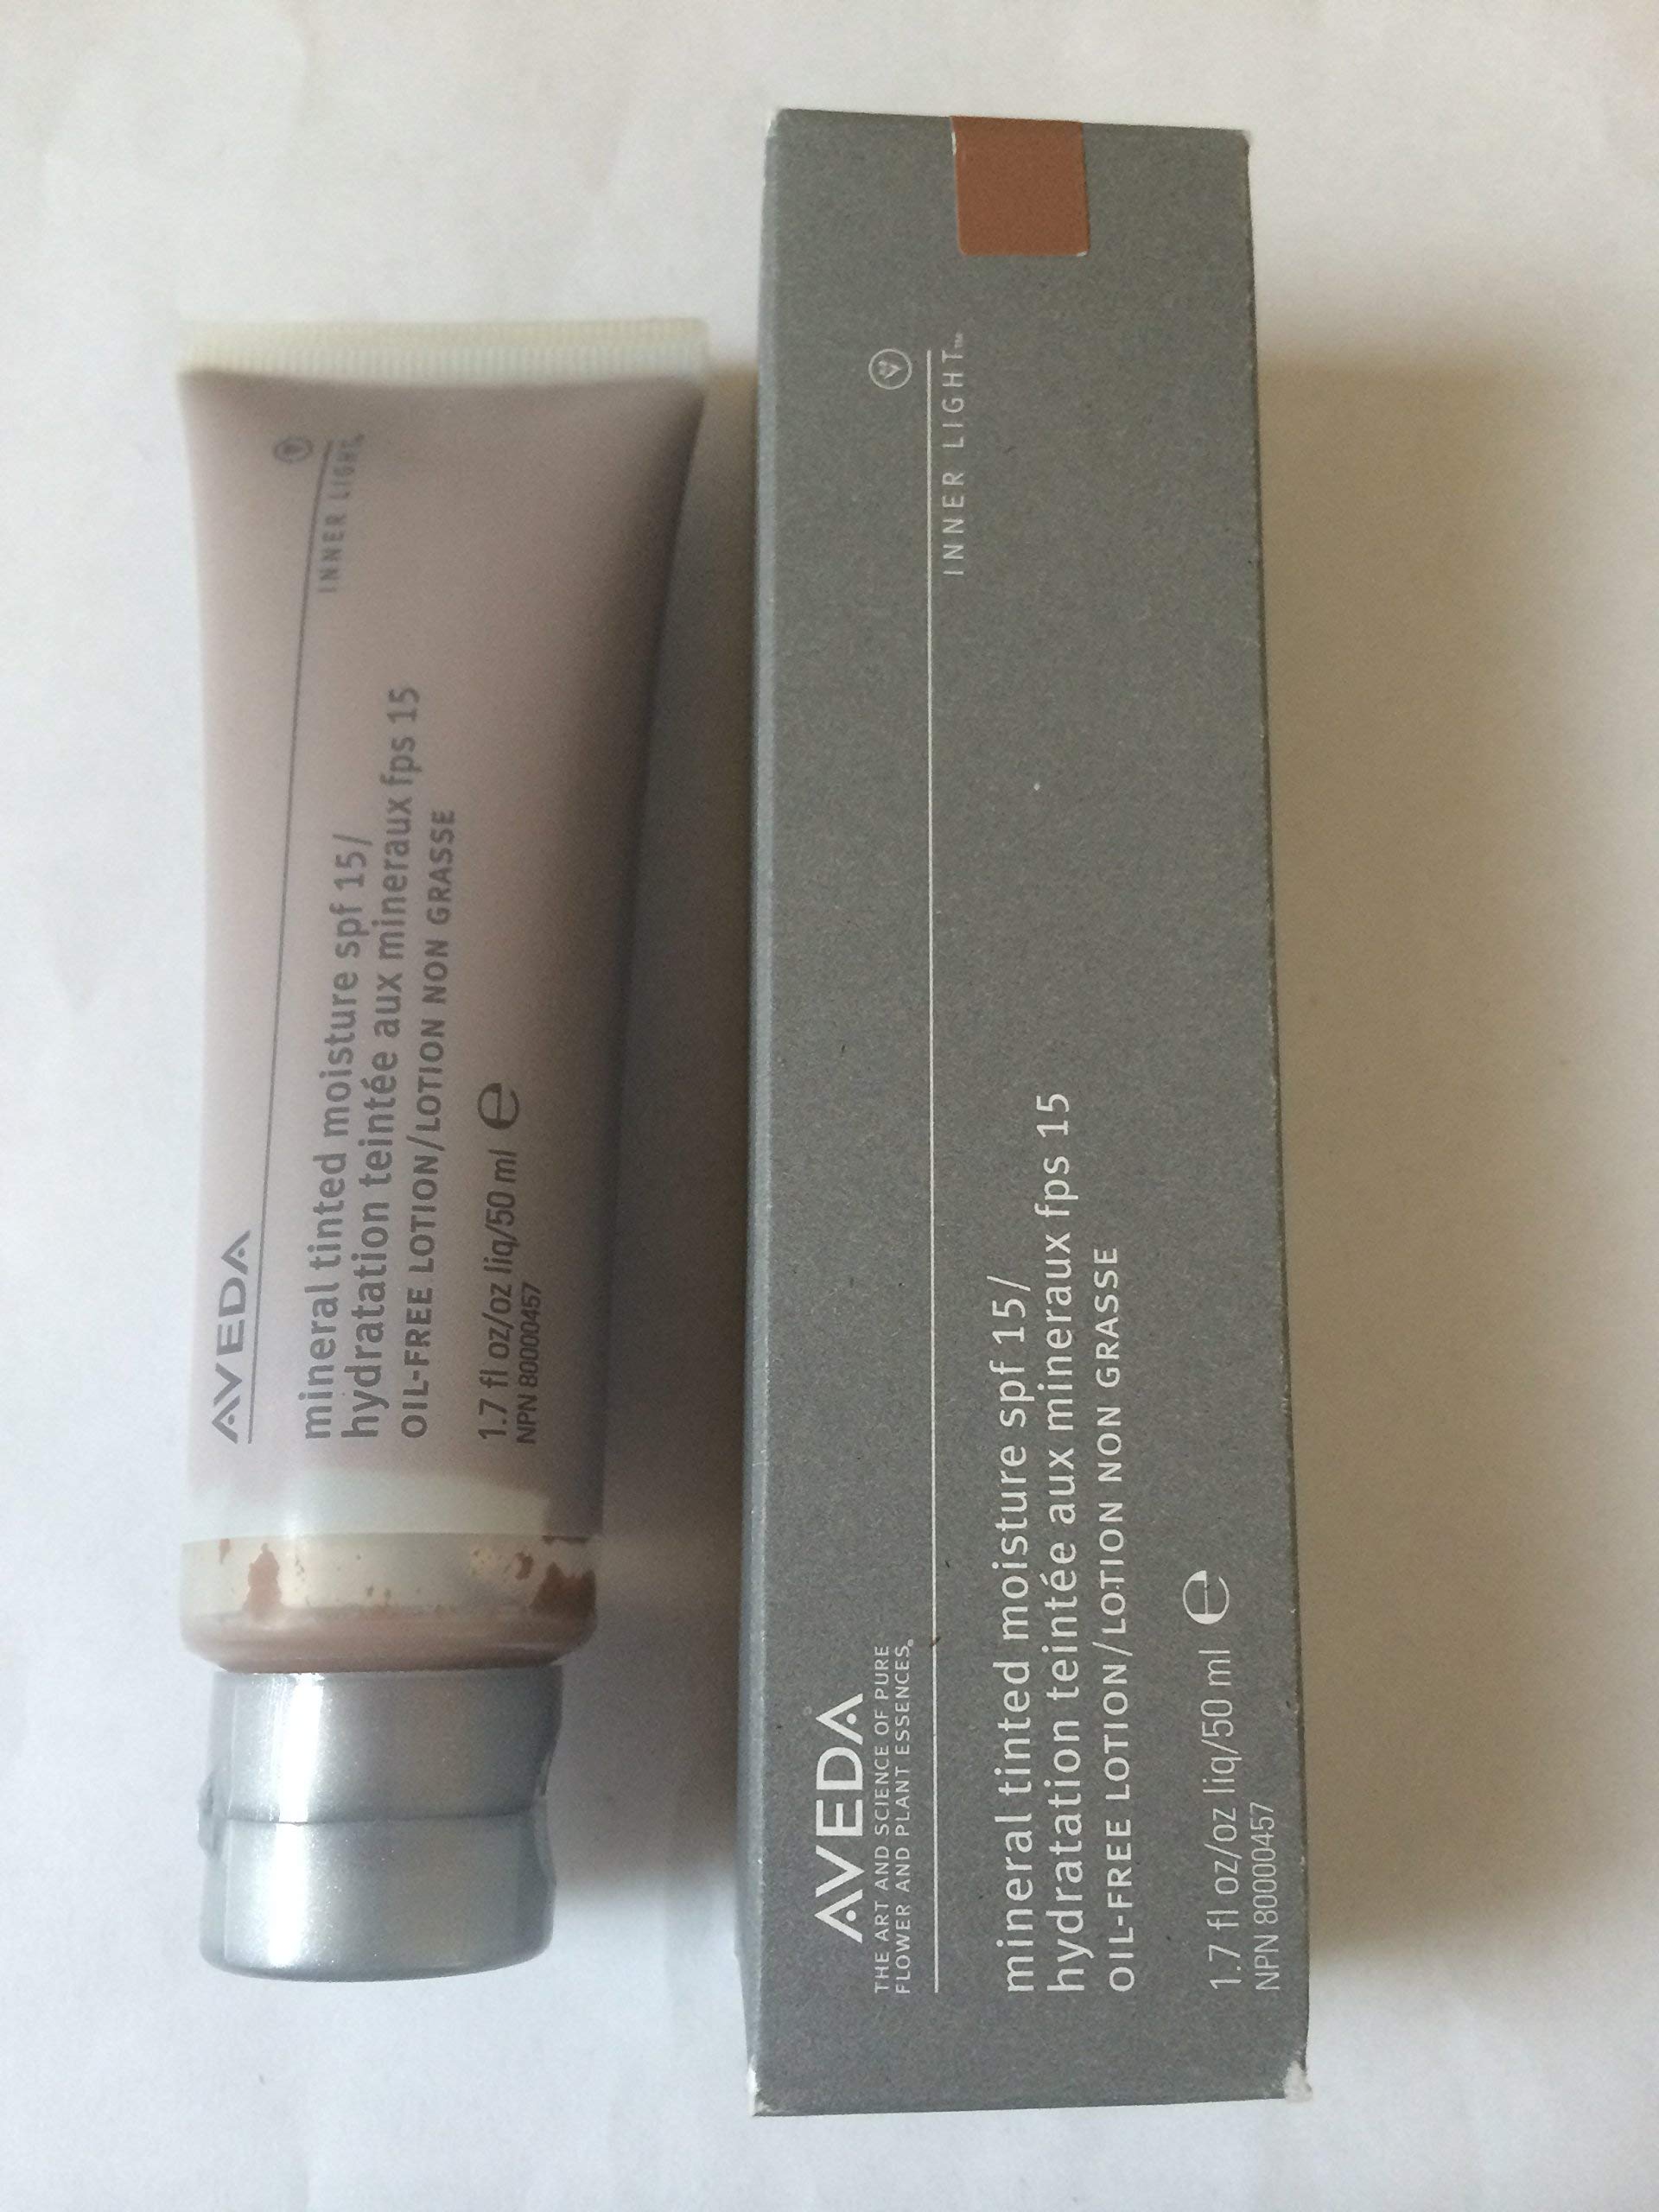 AVEDA
INNER LIGHT™
mineral tinted moisture spf 15/
hydratation teintée aux mineraux fps 15
OIL-FREE LOTION/LOTION NON GRASSE
1.7 fl oz/oz liq/50 ml ℮
NPN 80000457
AVEDA
THE ART AND SCIENCE OF PURE
FLOWER AND PLANT ESSENCES®
INNER LIGHT™
mineral tinted moisture spf 15/
hydratation teintée aux mineraux fps 15
OIL-FREE LOTION/LOTION NON GRASSE
1.7 fl oz/oz liq/50 ml ℮
NPN 80000457